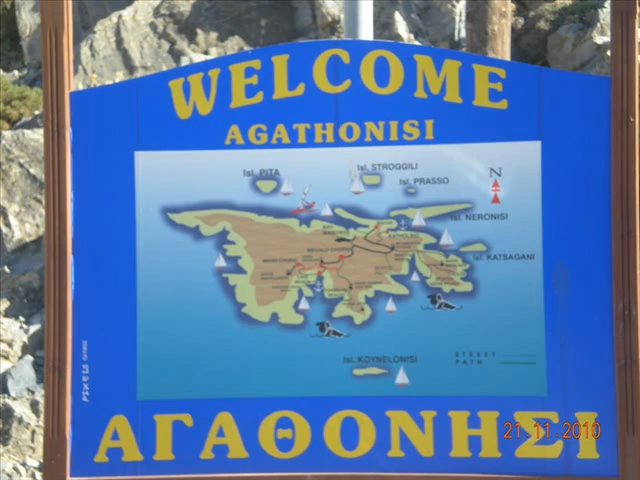 WELCOME
AGATHONISI
Isl. PITA
Isl. STROGGILI
Isl. PRASSO
N
Isl. NERONISI
Isl. KATSAGANI
Isl. KOYNELONISI
STREET
PATH
ΑΓΑΘΟΝΗΣΙ
21.11.2010